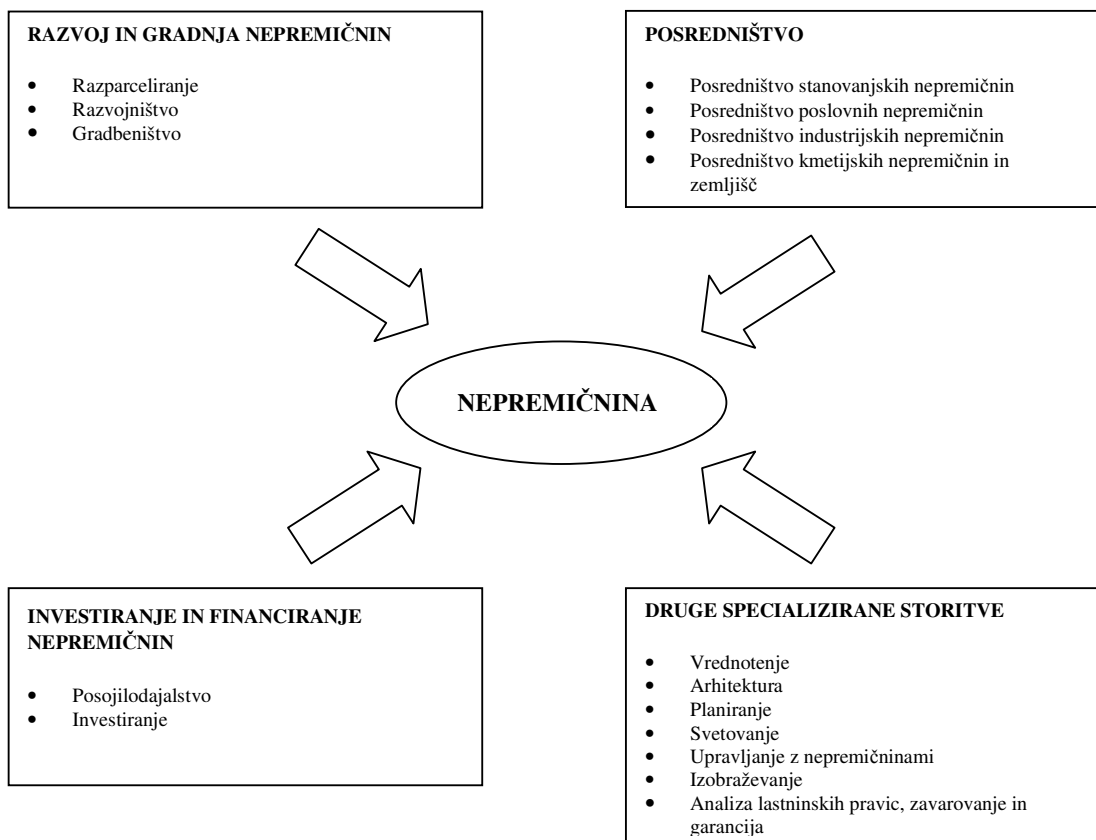 RAZVOJ IN GRADNJA NEPREMIČNIN
• Razparceliranje
• Razvojništvo
• Gradbeništvo
POSREDNIŠTVO
• Posredništvo stanovanjskih nepremičnin
• Posredništvo poslovnih nepremičnin
• Posredništvo industrijskih nepremičnin
• Posredništvo kmetijskih nepremičnin in
zemljišč
NEPREMIČNINA
INVESTIRANJE IN FINANCIRANJE
NEPREMIČNIN
• Posojilodajalstvo
• Investiranje
DRUGE SPECIALIZIRANE STORITVE
• Vrednotenje
• Arhitektura
• Planiranje
• Svetovanje
• Upravljanje z nepremičninami
• Izobraževanje
• Analiza lastninskih pravic, zavarovanje in
garancija